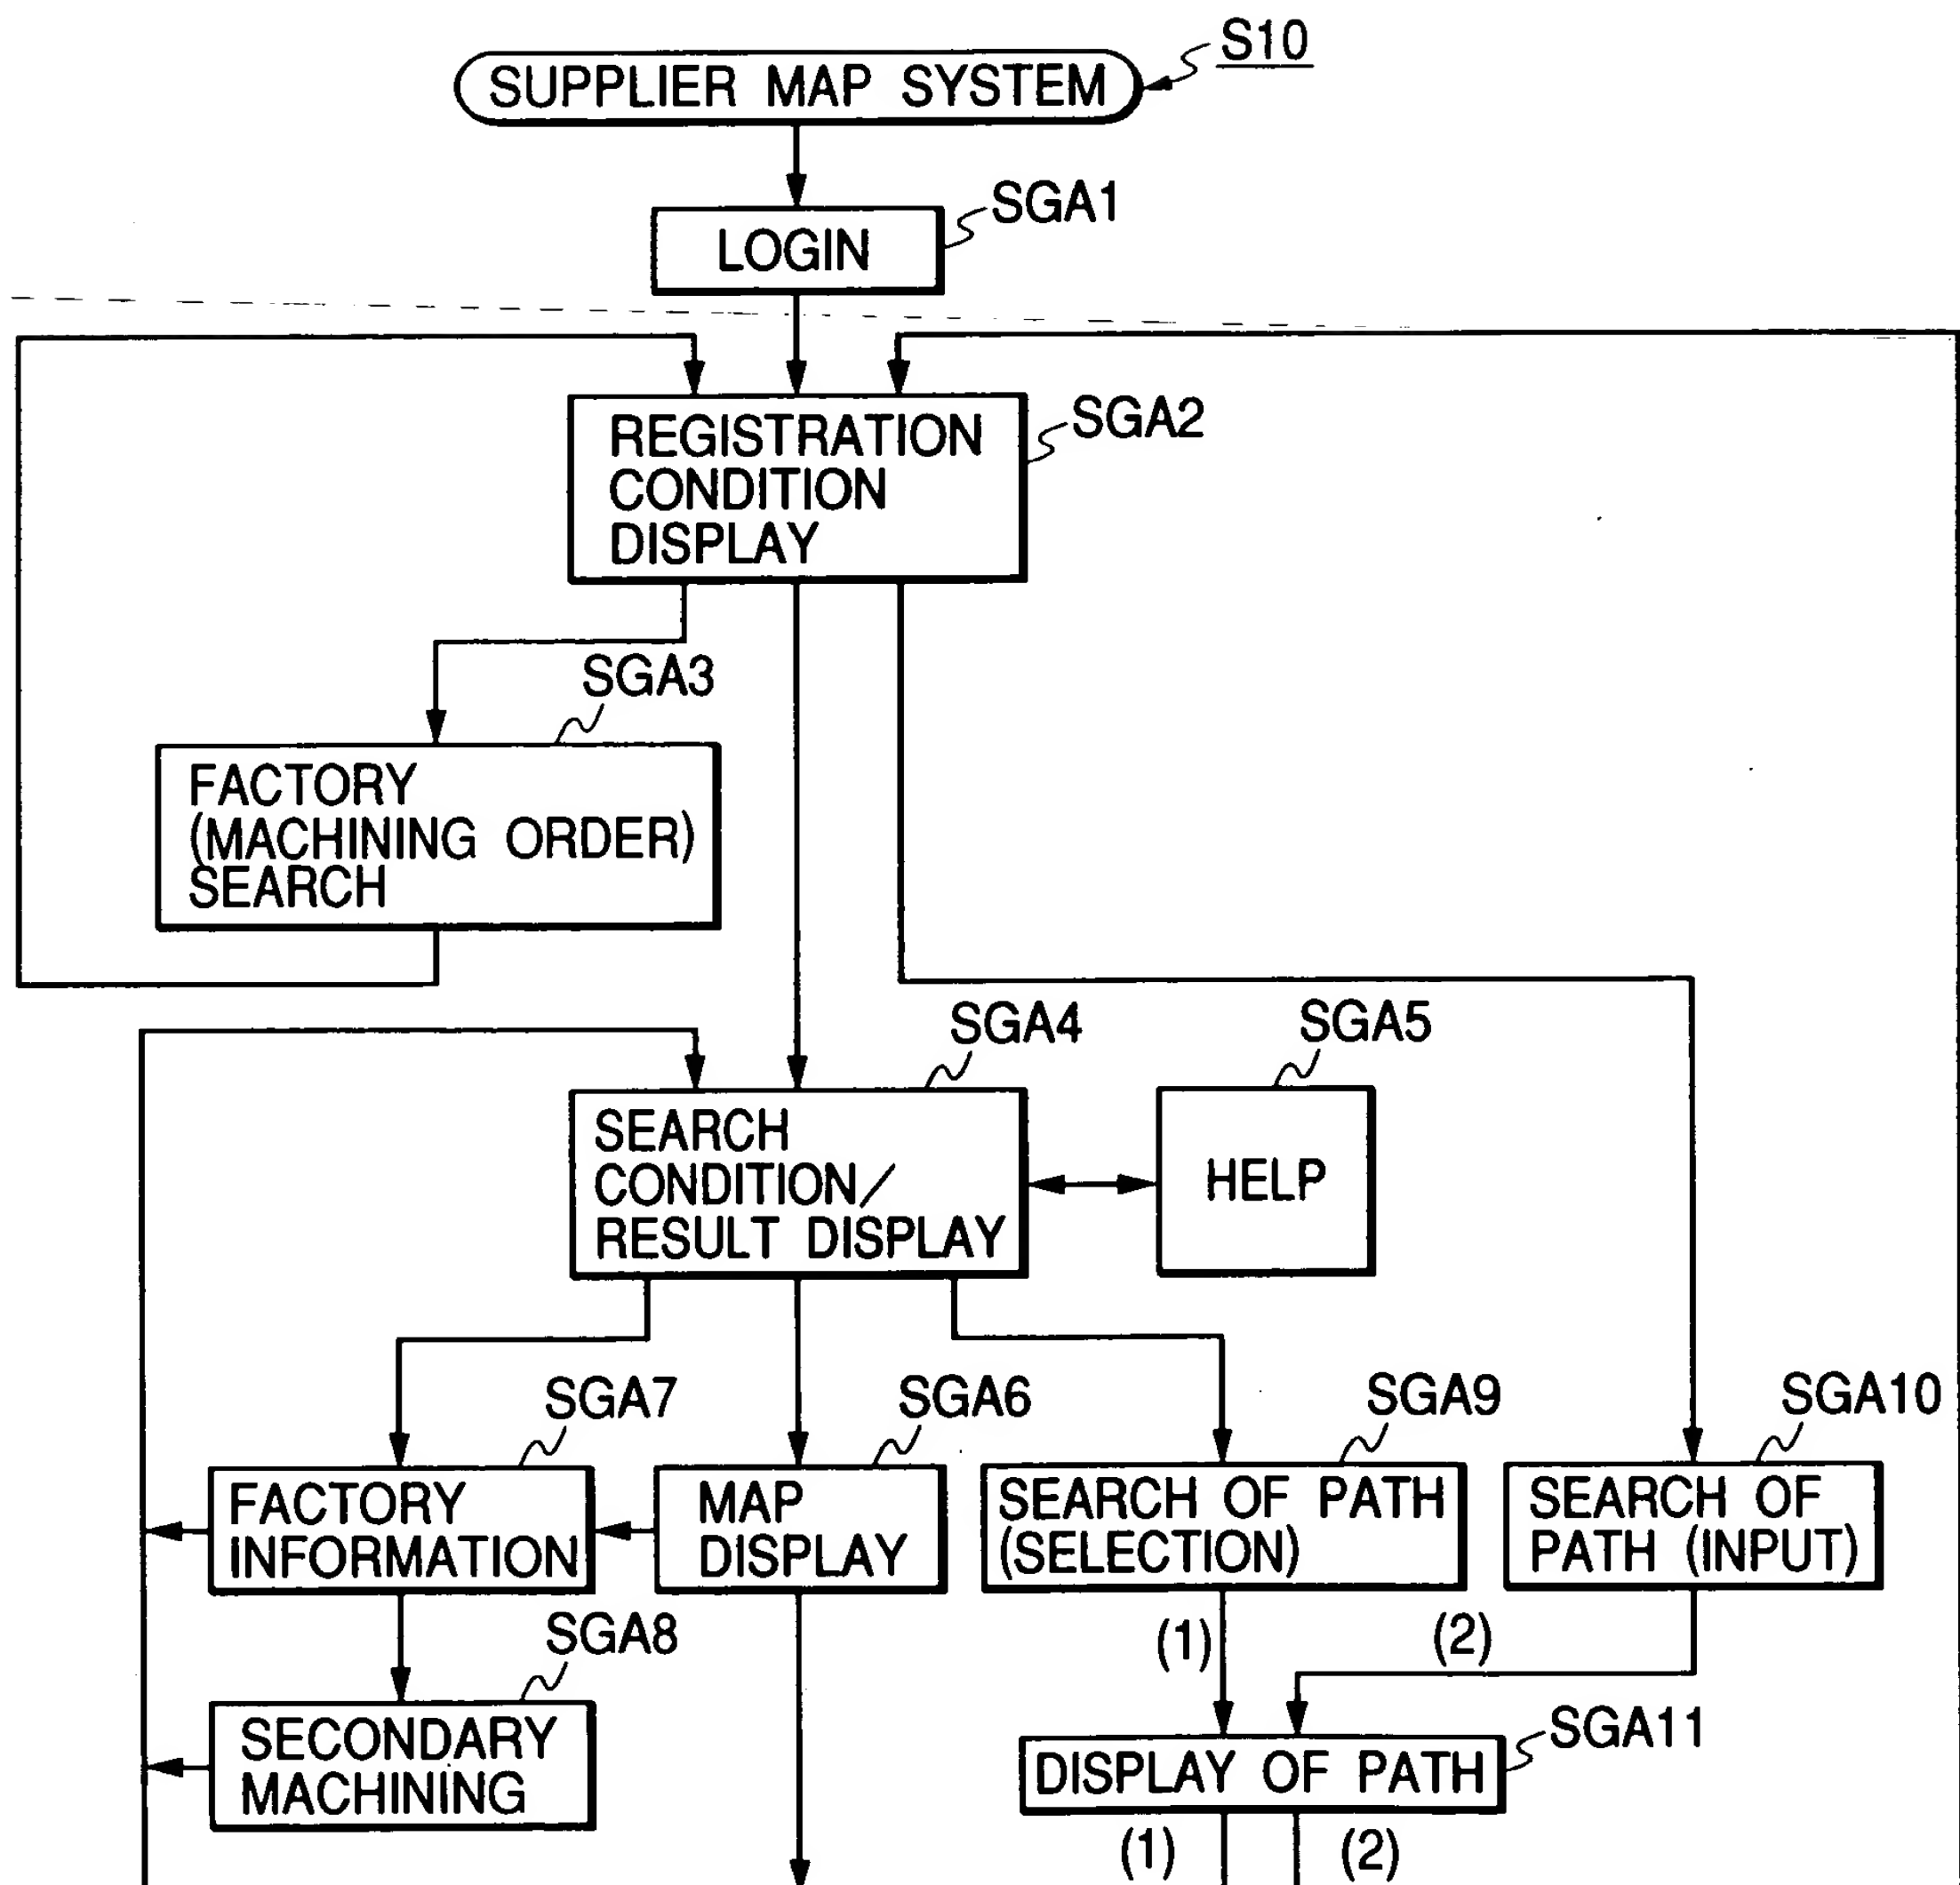 S10
SUPPLIER MAP SYSTEM
SGA1
LOGIN
SGA2
REGISTRATION
CONDITION
DISPLAY
SGA3
FACTORY
(MACHINING ORDER)
SEARCH
SGA4
SGA5
SEARCH
CONDITION/
RESULT DISPLAY
HELP
SGA7
SGA6
SGA9
SGA10
FACTORY
INFORMATION
MAP
DISPLAY
SEARCH OF PATH
(SELECTION)
SEARCH OF
PATH (INPUT)
(1)
(2)
SGA8
SECONDARY
MACHINING
SGA11
DISPLAY OF PATH
(1)
(2)